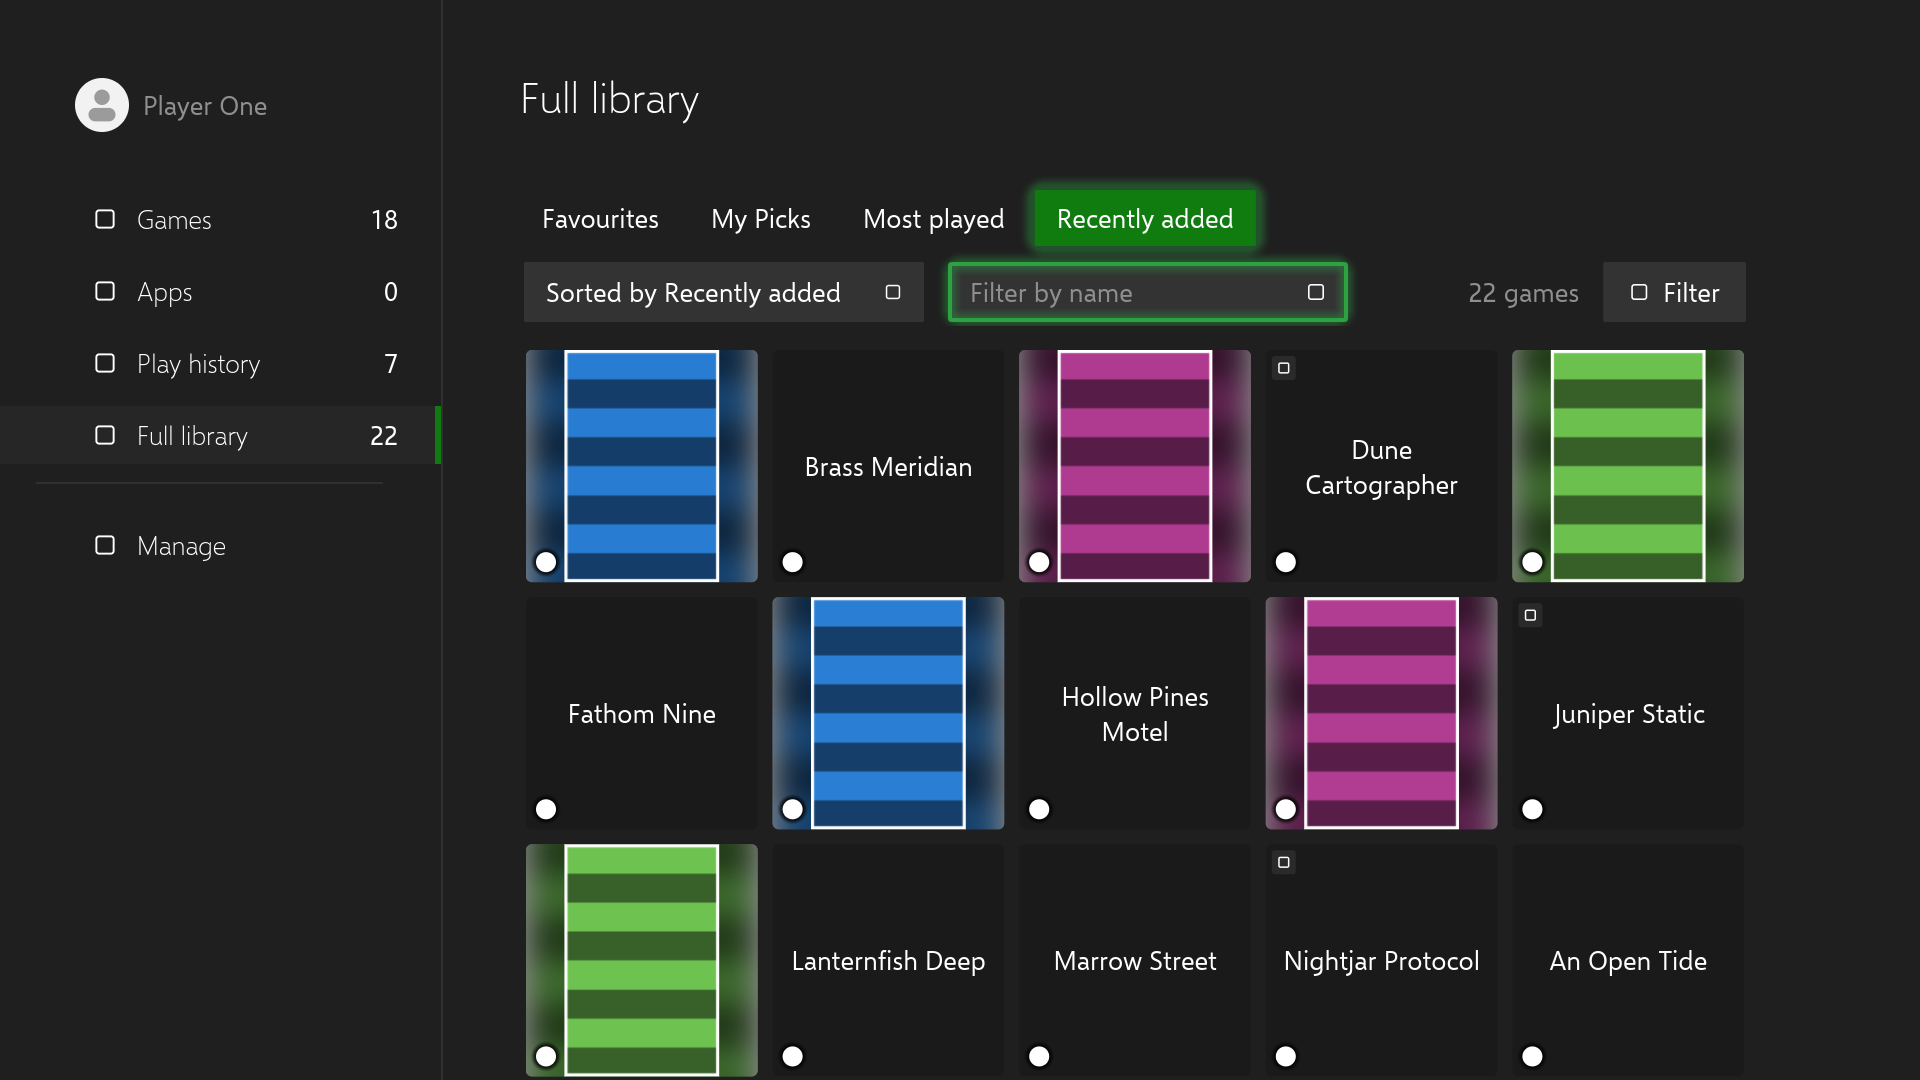 Player One
Games 18
Apps 0
Play history 7
Full library 22
Manage
Full library
Favourites My Picks Most played Recently added
Sorted by Recently added Filter by name 22 games Filter
Brass Meridian
Dune
Cartographer
Fathom Nine
Hollow Pines
Motel
Juniper Static
Lanternfish Deep
Marrow Street
Nightjar Protocol
An Open Tide